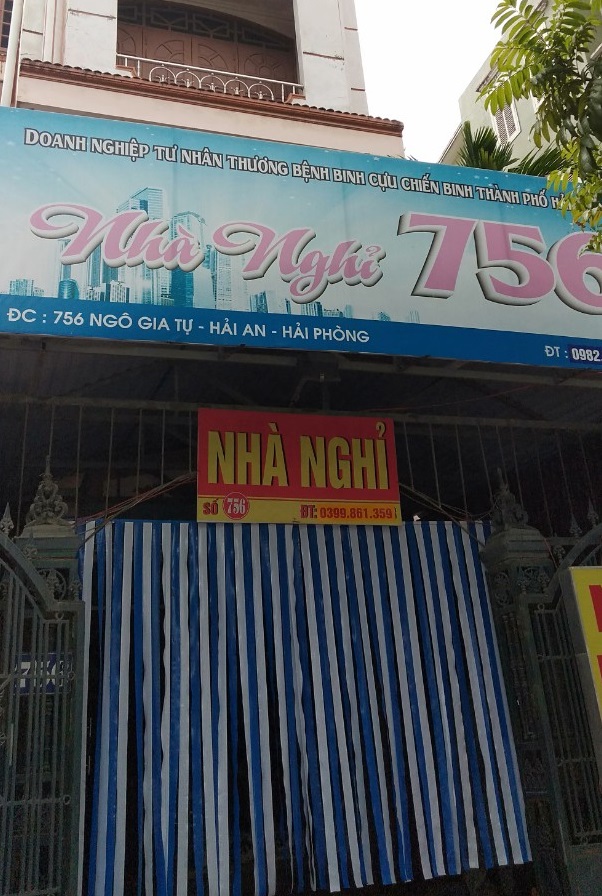 DOANH NGHIỆP TƯ NHÂN THƯƠNG BỆNH BINH CỰU CHIẾN BINH THÀNH PHỐ
Nhà Nghỉ 756
ĐC : 756 NGÔ GIA TỰ - HẢI AN - HẢI PHÒNG
ĐT : 0982.
NHÀ NGHỈ
SỐ 756 ĐT: 0399.861.359